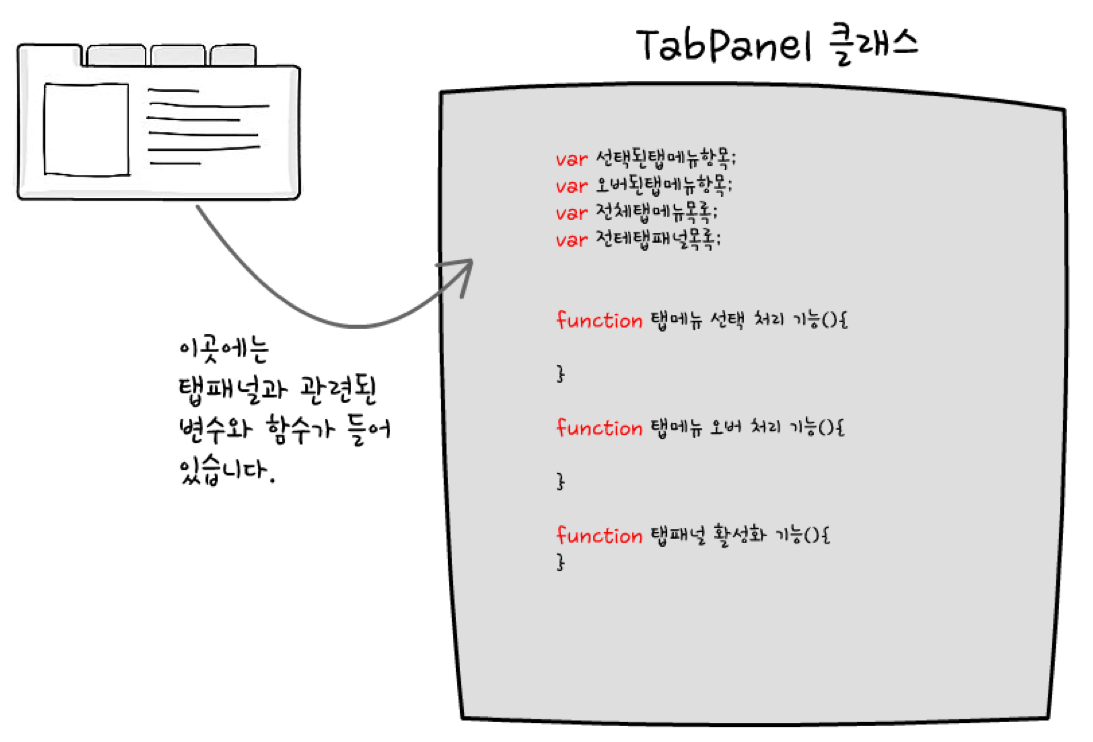 TabPanel 클래스
var 선택된탭메뉴항목;
var 오버된탭메뉴항목;
var 전체탭메뉴목록;
var 전테탭패널목록;
function 탭메뉴 선택 처리 기능(){
}
function 탭메뉴 오버 처리 기능(){
}
function 탭패널 활성화 기능(){
}
이곳에는
탭패널과 관련된
변수와 함수가 들어
있습니다.